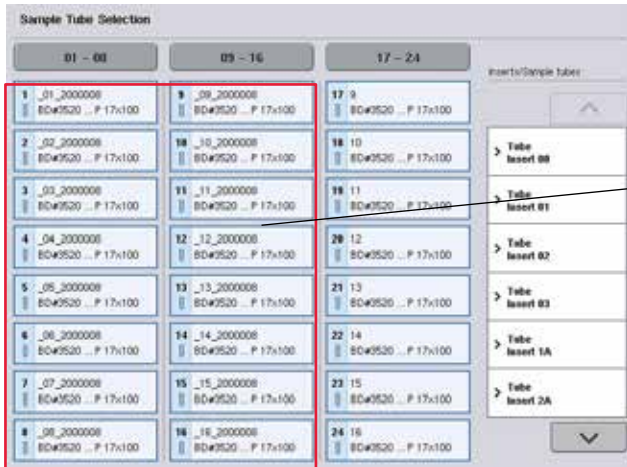 Sample Tube Selection
01 - 08
09 - 16
17 - 24
Inserts/Sample tubes
1 _01_2000008
BD#3520 ... P 17x100
2 _02_2000008
BD#3520 ... P 17x100
3 _03_2000008
BD#3520 ... P 17x100
4 _04_2000008
BD#3520 ... P 17x100
5 _05_2000008
BD#3520 ... P 17x100
6 _06_2000008
BD#3520 ... P 17x100
7 _07_2000008
BD#3520 ... P 17x100
8 _08_2000008
BD#3520 ... P 17x100
9 _09_2000008
BD#3520 ... P 17x100
10 _10_2000008
BD#3520 ... P 17x100
11 _11_2000008
BD#3520 ... P 17x100
12 _12_2000008
BD#3520 ... P 17x100
13 _13_2000008
BD#3520 ... P 17x100
14 _14_2000008
BD#3520 ... P 17x100
15 _15_2000008
BD#3520 ... P 17x100
16 _16_2000008
BD#3520 ... P 17x100
17 9
BD#3520 ... P 17x100
18 10
BD#3520 ... P 17x100
19 11
BD#3520 ... P 17x100
20 12
BD#3520 ... P 17x100
21 13
BD#3520 ... P 17x100
22 14
BD#3520 ... P 17x100
23 15
BD#3520 ... P 17x100
24 16
BD#3520 ... P 17x100
Tube
Insert 00
Tube
Insert 01
Tube
Insert 02
Tube
Insert 03
Tube
Insert 1A
Tube
Insert 2A